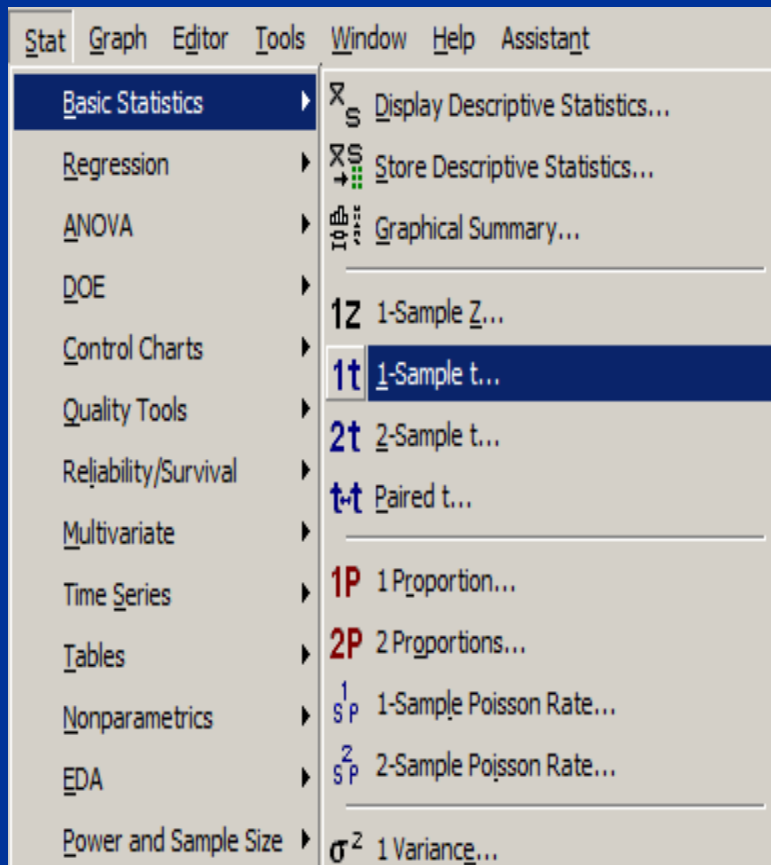 Stat Graph Editor Tools Window Help Assistant
Basic Statistics
Regression
ANOVA
DOE
Control Charts
Quality Tools
Reliability/Survival
Multivariate
Time Series
Tables
Nonparametrics
EDA
Power and Sample Size
X S Display Descriptive Statistics...
XS Store Descriptive Statistics...
Graphical Summary...
1Z 1-Sample Z...
1t 1-Sample t...
2t 2-Sample t...
t-t Paired t...
1P 1 Proportion...
2P 2 Proportions...
1 S P 1-Sample Poisson Rate...
2 S P 2-Sample Poisson Rate...
σ² 1 Variance...